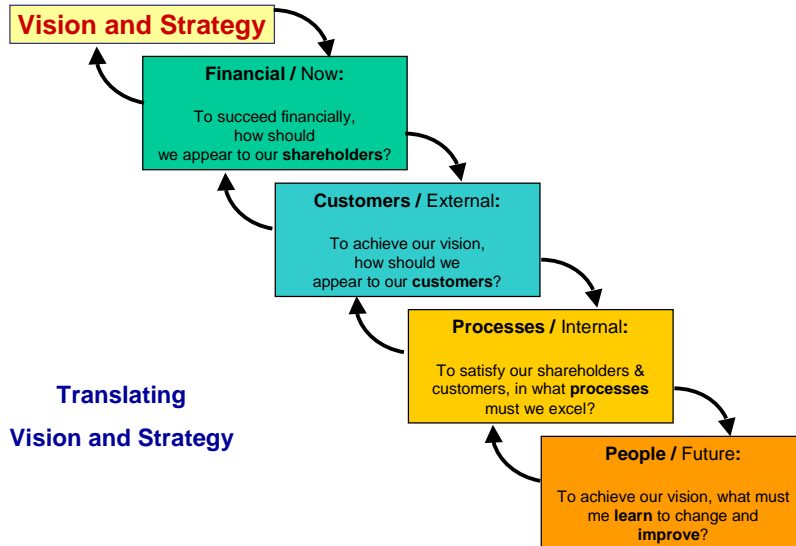 Vision and Strategy
Financial / Now:
To succeed financially,
how should
we appear to our shareholders?
Customers / External:
To achieve our vision,
how should we
appear to our customers?
Processes / Internal:
To satisfy our shareholders &
customers, in what processes
must we excel?
People / Future:
To achieve our vision, what must
me learn to change and
improve?
Translating
Vision and Strategy